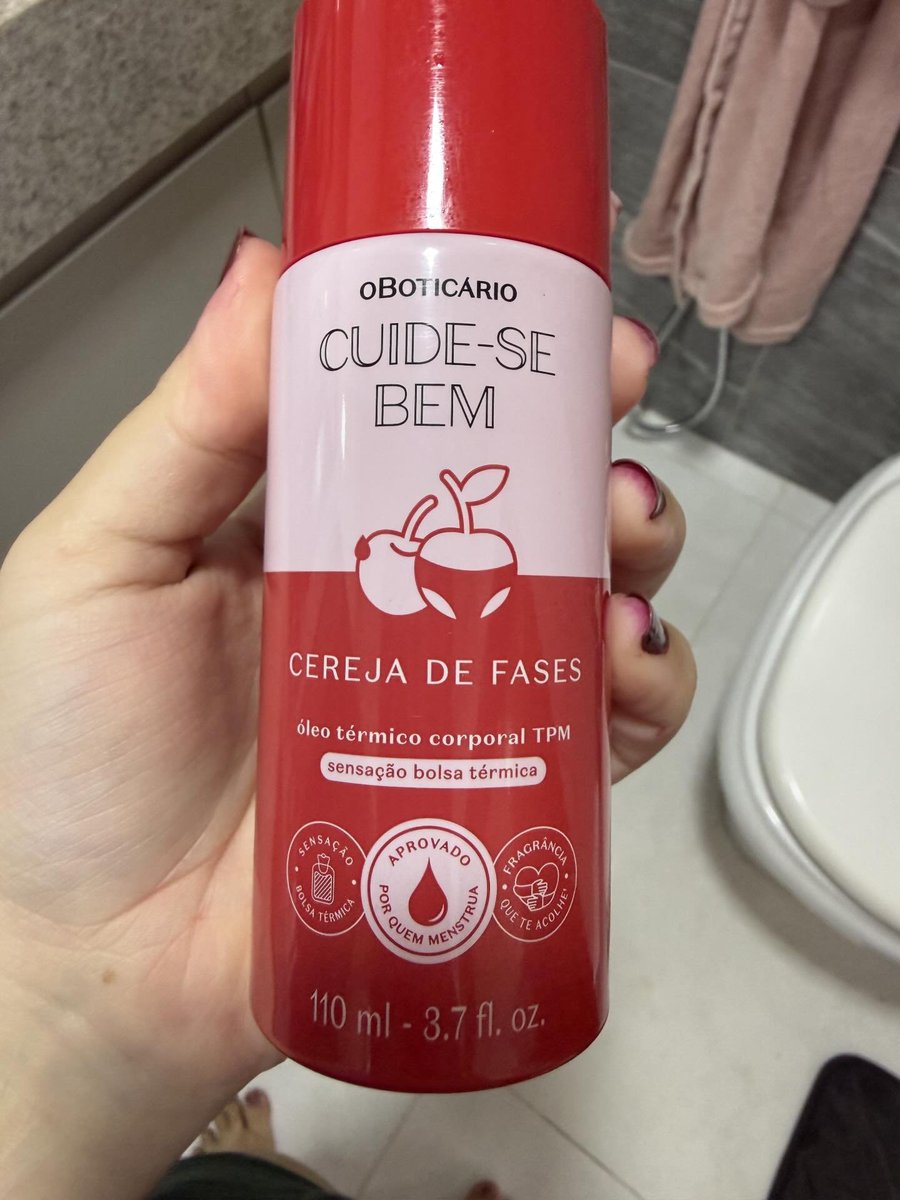 oBOTICÁRIO
CUIDE-SE
BEM
CEREJA DE FASES
óleo térmico corporal TPM
sensação bolsa térmica
• SENSAÇÃO •
BOLSA TÉRMICA
APROVADO
POR QUEM MENSTRUA
• FRAGRÂNCIA •
QUE TE ACOLHE¹
110 ml - 3.7 fl. oz.